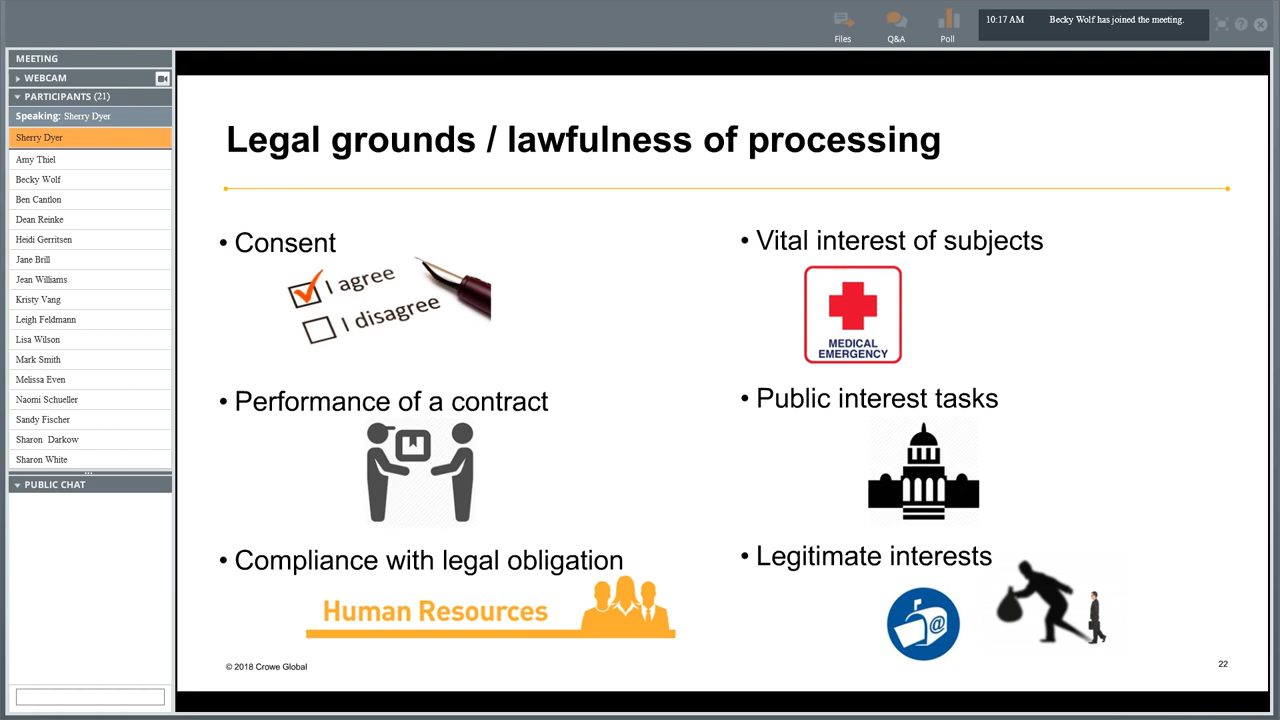 Files
Q&A
Poll
10:17 AM Becky Wolf has joined the meeting.
MEETING
WEBCAM
PARTICIPANTS (21)
Speaking: Sherry Dyer
Sherry Dyer
Amy Thiel
Becky Wolf
Ben Cantlon
Dean Reinke
Heidi Gerritsen
Jane Brill
Jean Williams
Kristy Vang
Leigh Feldmann
Lisa Wilson
Mark Smith
Melissa Even
Naomi Schueller
Sandy Fischer
Sharon Darkow
Sharon White
PUBLIC CHAT
Legal grounds / lawfulness of processing
• Consent
I agree
I disagree
• Performance of a contract
• Compliance with legal obligation
Human Resources
• Vital interest of subjects
MEDICAL
EMERGENCY
• Public interest tasks
• Legitimate interests
@
© 2018 Crowe Global
22